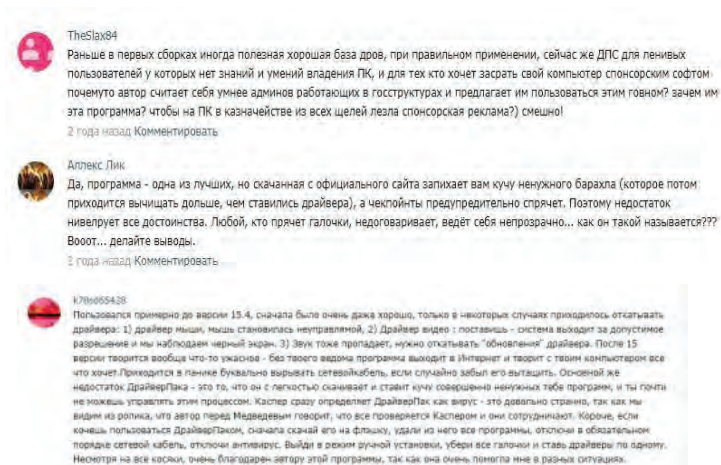 TheSlax84
Раньше в первых сборках иногда полезная хорошая база дров, при правильном применении, сейчас же ДПС для ленивых
пользователей у которых нет знаний и умений владения ПК, и для тех кто хочет засрать свой компьютер спонсорским софтом
почемуто автор считает себя умнее админов работающих в госструктурах и предлагает им пользоваться этим говном? зачем им
эта программа? чтобы на ПК в казначействе из всех щелей лезла спонсорская реклама?) смешно!
2 года назад Комментировать
Аллекс Лик
Да, программа - одна из лучших, но скачанная с официального сайта запихает вам кучу ненужного барахла (которое потом
приходится вычищать дольше, чем ставились драйвера), а чекпойнты предупредительно спрячет. Поэтому недостаток
нивелрует все достоинства. Любой, кто прячет галочки, недоговаривает, ведёт себя непрозрачно... как он такой называется???
Вооот... делайте выводы.
2 года назад Комментировать
Пользовался примерно до версии 15.4, сначала было очень даже хорошо, только в некоторых случаях приходилось откатывать
драйвера: 1) драйвер мыши, мышь становилась неуправляемой, 2) Драйвер видео : поставишь - система выходит за допустимое
разрешение и мы наблюдаем черный экран. 3) Звук тоже пропадает, нужно откатывать "обновления" драйвера. После 15
версии творится вообще что-то ужасное - без твоего ведома программа выходит в Интернет и творит с твоим компьютером все
что хочет.Приходится в панике буквально вырывать сетевойкабель, если случайно забыл его вытащить. Основной же
недостаток ДрайверПака - это то, что он с легкостью скачивает и ставит кучу совершенно ненужных тебе программ, и ты почти
не можешь управлять этим процессом. Каспер сразу определяет ДрайверПак как вирус - это довольно странно, так как мы
видим из ролика, что автор перед Медведевым говорит, что все проверяется Каспером и они сотрудничают. Короче, если
хочешь пользоваться ДрайверПаком, сначала скачай его на флэшку, удали из него все программы, отключи в обязательном
порядке сетевой кабель, отключи антивирус. Выйди в режим ручной установки, убери все галочки и ставь драйверы по одному.
Несмотря на все косяки, очень благодарен автору этой программы, так как она очень помогла мне в разных ситуациях.